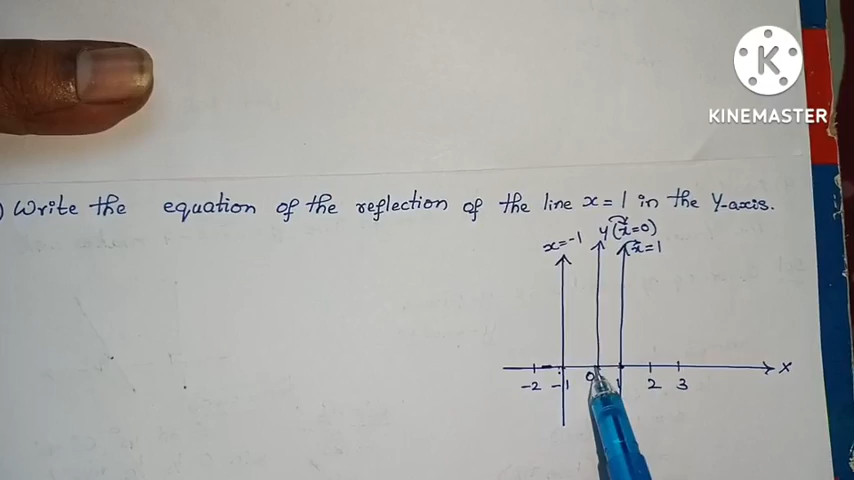 K
KINEMASTER
) Write the equation of the reflection of the line x=1 in the Y-axis.
y(x=0)
x=-1
x=1
-2 -1 0 1 2 3 X